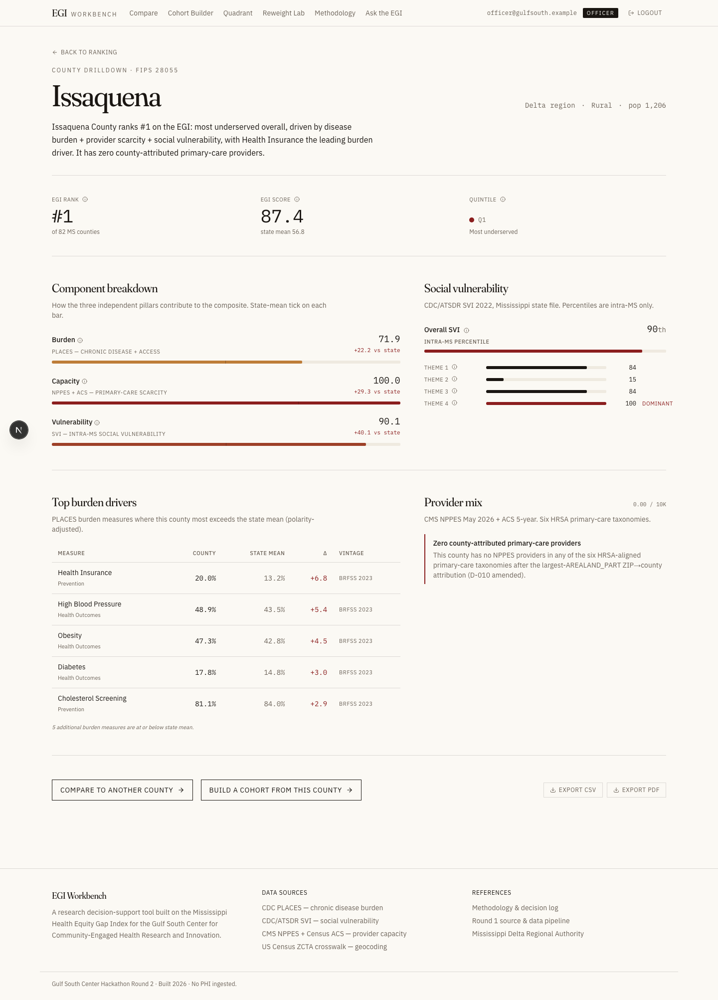 EGI WORKBENCH Compare Cohort Builder Quadrant Reweight Lab Methodology Ask the EGI officer@gulfsouth.example OFFICER LOGOUT
← BACK TO RANKING
COUNTY DRILLDOWN · FIPS 28055
Issaquena
Delta region · Rural · pop 1,206
Issaquena County ranks #1 on the EGI: most underserved overall, driven by disease
burden + provider scarcity + social vulnerability, with Health Insurance the leading burden
driver. It has zero county-attributed primary-care providers.
EGI RANK
#1
of 82 MS counties
EGI SCORE
87.4
state mean 56.8
QUINTILE
Q1
Most underserved
Component breakdown
How the three independent pillars contribute to the composite. State-mean tick on each
bar.
Burden 71.9
PLACES — CHRONIC DISEASE + ACCESS +22.2 vs state
Capacity 100.0
NPPES + ACS — PRIMARY-CARE SCARCITY +29.3 vs state
Vulnerability 90.1
SVI — INTRA-MS SOCIAL VULNERABILITY +40.1 vs state
Social vulnerability
CDC/ATSDR SVI 2022, Mississippi state file. Percentiles are intra-MS only.
Overall SVI 90th
INTRA-MS PERCENTILE
THEME 1 84
THEME 2 15
THEME 3 84
THEME 4 100 DOMINANT
N
Top burden drivers
PLACES burden measures where this county most exceeds the state mean (polarity-
adjusted).
MEASURE COUNTY STATE MEAN Δ VINTAGE
Health Insurance
Prevention
20.0% 13.2% +6.8 BRFSS 2023
High Blood Pressure
Health Outcomes
48.9% 43.5% +5.4 BRFSS 2023
Obesity
Health Outcomes
47.3% 42.8% +4.5 BRFSS 2023
Diabetes
Health Outcomes
17.8% 14.8% +3.0 BRFSS 2023
Cholesterol Screening
Prevention
81.1% 84.0% +2.9 BRFSS 2023
5 additional burden measures are at or below state mean.
Provider mix 0.00 / 10K
CMS NPPES May 2026 + ACS 5-year. Six HRSA primary-care taxonomies.
Zero county-attributed primary-care providers
This county has no NPPES providers in any of the six HRSA-aligned
primary-care taxonomies after the largest-AREALAND_PART ZIP→county
attribution (D-010 amended).
COMPARE TO ANOTHER COUNTY →
BUILD A COHORT FROM THIS COUNTY →
EXPORT CSV
EXPORT PDF
EGI Workbench
A research decision-support tool built on the Mississippi
Health Equity Gap Index for the Gulf South Center for
Community-Engaged Health Research and Innovation.
DATA SOURCES
CDC PLACES — chronic disease burden
CDC/ATSDR SVI — social vulnerability
CMS NPPES + Census ACS — provider capacity
US Census ZCTA crosswalk — geocoding
REFERENCES
Methodology & decision log
Round 1 source & data pipeline
Mississippi Delta Regional Authority
Gulf South Center Hackathon Round 2 · Built 2026 · No PHI ingested.